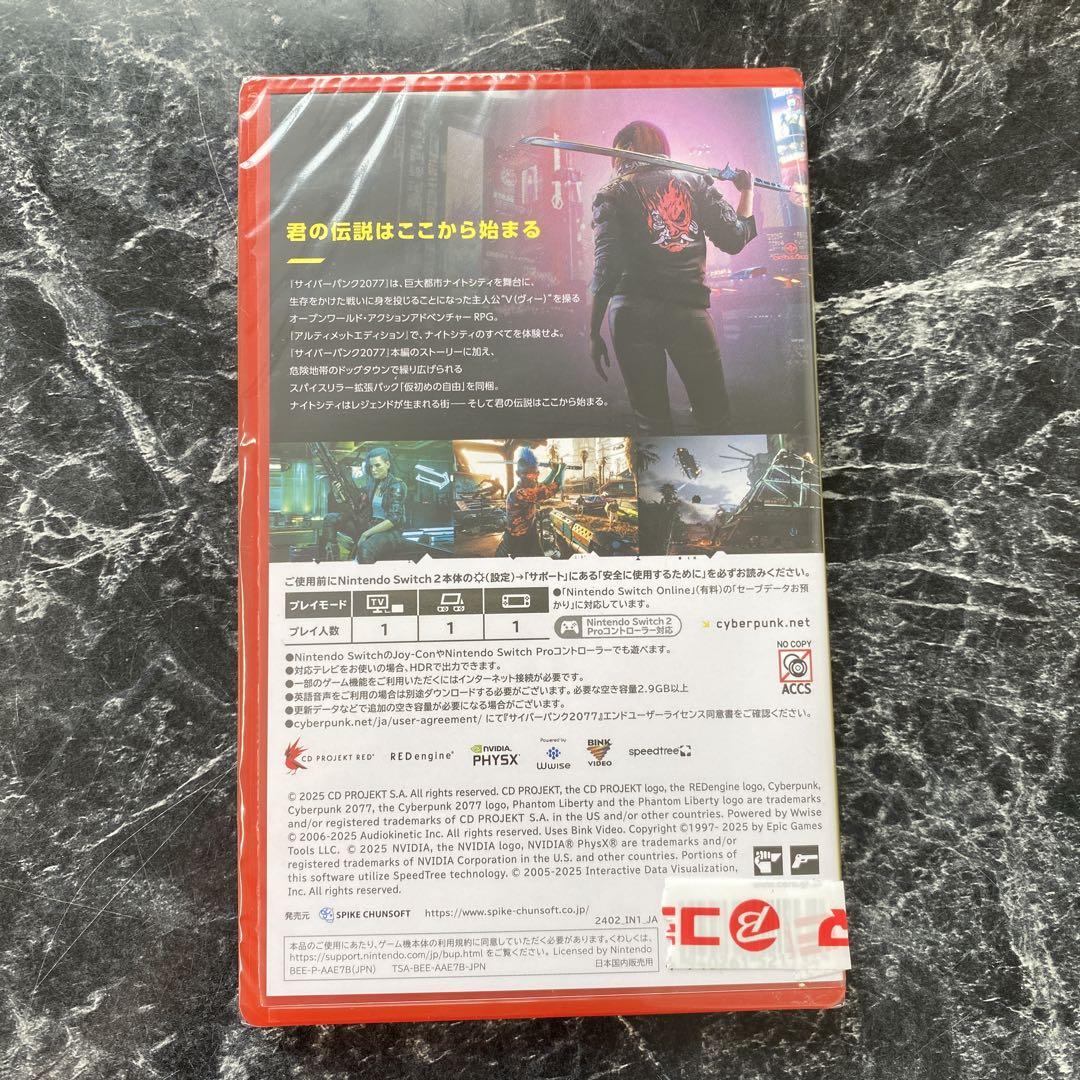 君の伝説はここから始まる
『サイバーパンク2077』は、巨大都市ナイトシティを舞台に、
生存をかけた戦いに身を投じることになった主人公“V(ヴィー)”を操る
オープンワールド・アクションアドベンチャーRPG。
『アルティメットエディション』で、ナイトシティのすべてを体験せよ。
『サイバーパンク2077』本編のストーリーに加え、
危険地帯のドッグタウンで繰り広げられる
スパイスリラー拡張パック「仮初めの自由」を同梱。
ナイトシティはレジェンドが生まれる街── そして君の伝説はここから始まる。
ご使用前にNintendo Switch 2本体の(設定)→「サポート」にある「安全に使用するために」を必ずお読みください。
プレイモード TV
プレイ人数 1 1 1
●「Nintendo Switch Online」(有料)の「セーブデータお預
かり」に対応しています。
Nintendo Switch 2
Proコントローラー対応
cyberpunk.net
●Nintendo SwitchのJoy-ConやNintendo Switch Proコントローラーでも遊べます。
●対応テレビをお使いの場合、HDRで出力できます。
●一部のゲーム機能をご利用いただくにはインターネット接続が必要です。
●英語音声をご利用の場合は別途ダウンロードする必要がございます。必要な空き容量2.9GB以上
●更新データなどで追加の空き容量が必要になる場合がございます。
●cyberpunk.net/ja/user-agreement/ にて『サイバーパンク2077』エンドユーザーライセンス同意書をご確認ください。
NO COPY
ACCS
CD PROJEKT RED®
REDengine®
NVIDIA.
PHYSX
Powered by
Wwise
BINK
VIDEO
speedtree
© 2025 CD PROJEKT S.A. All rights reserved. CD PROJEKT, the CD PROJEKT logo, the REDengine logo, Cyberpunk,
Cyberpunk 2077, the Cyberpunk 2077 logo, Phantom Liberty and the Phantom Liberty logo are trademarks
and/or registered trademarks of CD PROJEKT S.A. in the US and/or other countries. Powered by Wwise
© 2006-2025 Audiokinetic Inc. All rights reserved. Uses Bink Video. Copyright ©1997- 2025 by Epic Games
Tools LLC. © 2025 NVIDIA, the NVIDIA logo, NVIDIA® PhysX® are trademarks and/or
registered trademarks of NVIDIA Corporation in the U.S. and other countries. Portions of
this software utilize SpeedTree technology. © 2005-2025 Interactive Data Visualization,
Inc. All rights reserved.
発売元 SPIKE CHUNSOFT https://www.spike-chunsoft.co.jp/
2402_IN1_JA
本品のご使用にあたり、ゲーム機本体の利用規約に同意していただく必要があります。くわしくは、
https://support.nintendo.com/jp/bup.html をご覧ください。 Licensed by Nintendo
BEE-P-AAE7B(JPN) TSA-BEE-AAE7B-JPN 日本国内販売用